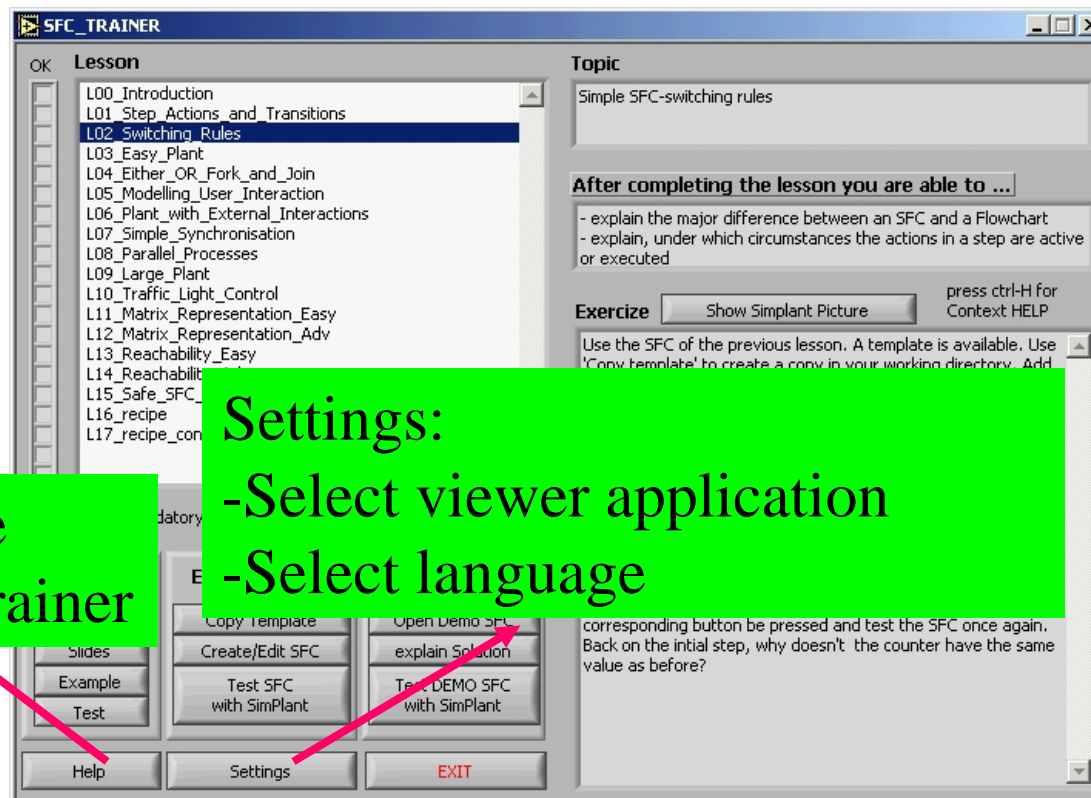 SFC_TRAINER
OK Lesson
L00_Introduction
L01_Step_Actions_and_Transitions
L02_Switching_Rules
L03_Easy_Plant
L04_Either_OR_Fork_and_Join
L05_Modelling_User_Interaction
L06_Plant_with_External_Interactions
L07_Simple_Synchronisation
L08_Parallel_Processes
L09_Large_Plant
L10_Traffic_Light_Control
L11_Matrix_Representation_Easy
L12_Matrix_Representation_Adv
L13_Reachability_Easy
L14_Reachabilit
L15_Safe_SFC_
L16_recipe
L17_recipe_con
datory
E
Slides
Example
Test
Copy Template
Create/Edit SFC
Test SFC
with SimPlant
Open Demo SFC
explain Solution
Test DEMO SFC
with SimPlant
Help
Settings
EXIT
Topic
Simple SFC-switching rules
After completing the lesson you are able to ...
- explain the major difference between an SFC and a Flowchart
- explain, under which circumstances the actions in a step are active
or executed
Exercize
Show Simplant Picture
press ctrl-H for
Context HELP
Use the SFC of the previous lesson. A template is available. Use
'Copy template' to create a copy in your working directory. Add
corresponding button be pressed and test the SFC once again.
Back on the intial step, why doesn't the counter have the same
value as before?
Settings:
-Select viewer application
-Select language
e
rainer